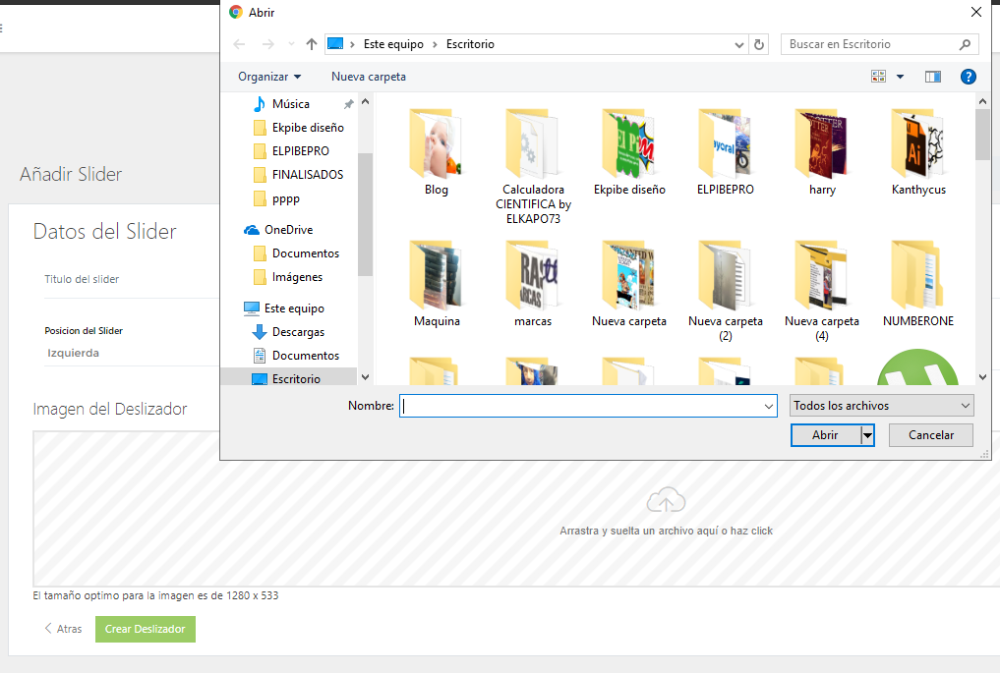 Abrir
Este equipo
Escritorio
Buscar en Escritorio
Organizar
Nueva carpeta
Música
Ekpibe diseño
ELPIBEPRO
FINALISADOS
pppp
OneDrive
Documentos
Imágenes
Este equipo
Descargas
Documentos
Escritorio
Blog
Calculadora
CIENTIFICA by
ELKAPO73
Ekpibe diseño
ELPIBEPRO
harry
Kanthycus
Ai
Maquina
marcas
Nueva carpeta
Nueva carpeta
(2)
Nueva carpeta
(4)
NUMBERONE
Nombre:
Todos los archivos
Abrir
Cancelar
Añadir Slider
Datos del Slider
Titulo del slider
Posicion del Slider
Izquierda
Imagen del Deslizador
Arrastra y suelta un archivo aquí o haz click
El tamaño optimo para la imagen es de 1280 x 533
Atras
Crear Deslizador